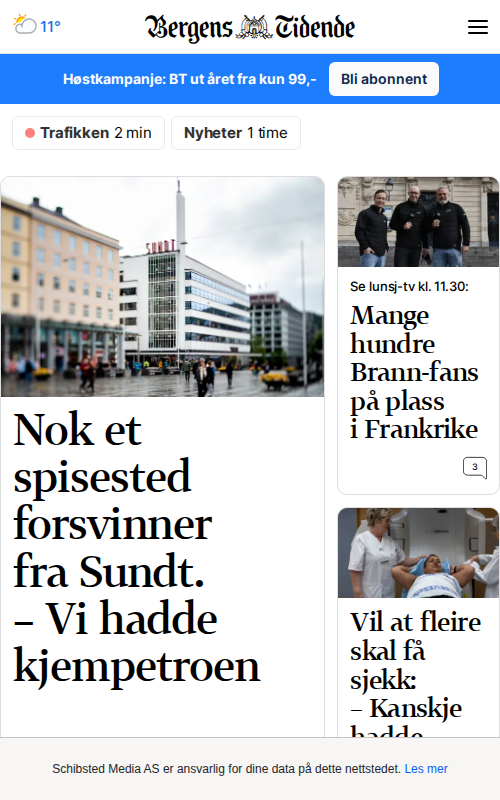 11°
Bergens Tidende
Høstkampanje: BT ut året fra kun 99,-
Bli abonnent
Trafikken 2 min
Nyheter 1 time
SUNDT
Nok et
spisested
forsvinner
fra Sundt.
– Vi hadde
kjempetroen
Se lunsj-tv kl. 11.30:
Mange
hundre
Brann-fans
på plass
i Frankrike
3
Vil at fleire
skal få
sjekk:
– Kanskje
hadde
Schibsted Media AS er ansvarlig for dine data på dette nettstedet. Les mer